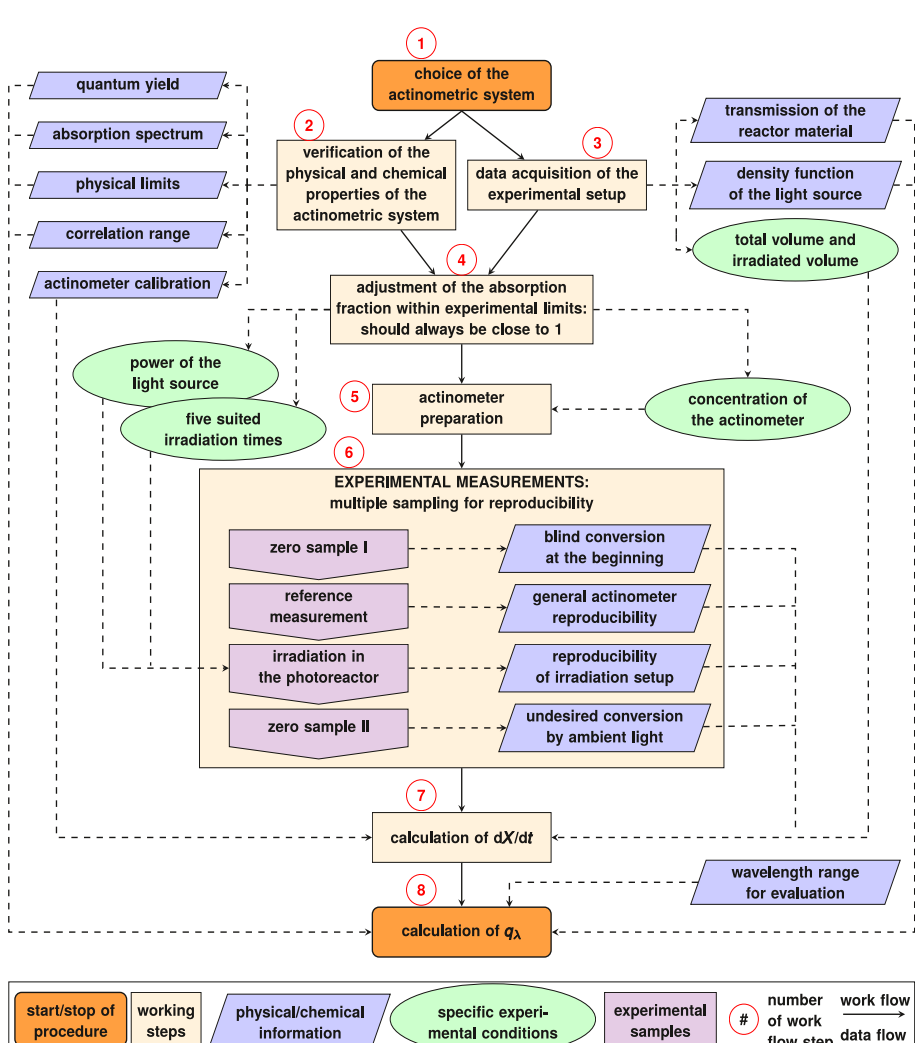 1
choice of the
actinometric system
quantum yield
absorption spectrum
physical limits
correlation range
actinometer calibration
2
verification of the
physical and chemical
properties of the
actinometric system
3
data acquisition of the
experimental setup
transmission of the
reactor material
density function
of the light source
total volume and
irradiated volume
4
adjustment of the absorption
fraction within experimental limits:
should always be close to 1
power of the
light source
five suited
irradiation times
5
actinometer
preparation
concentration of
the actinometer
6
EXPERIMENTAL MEASUREMENTS:
multiple sampling for reproducibility
zero sample I
blind conversion
at the beginning
reference
measurement
general actinometer
reproducibility
irradiation in
the photoreactor
reproducibility
of irradiation setup
zero sample II
undesired conversion
by ambient light
7
calculation of dX/dt
8
wavelength range
for evaluation
calculation of qλ
start/stop of
procedure
working
steps
physical/chemical
information
specific experi-
mental conditions
experimental
samples
#
number
of work
flow step
work flow
data flow